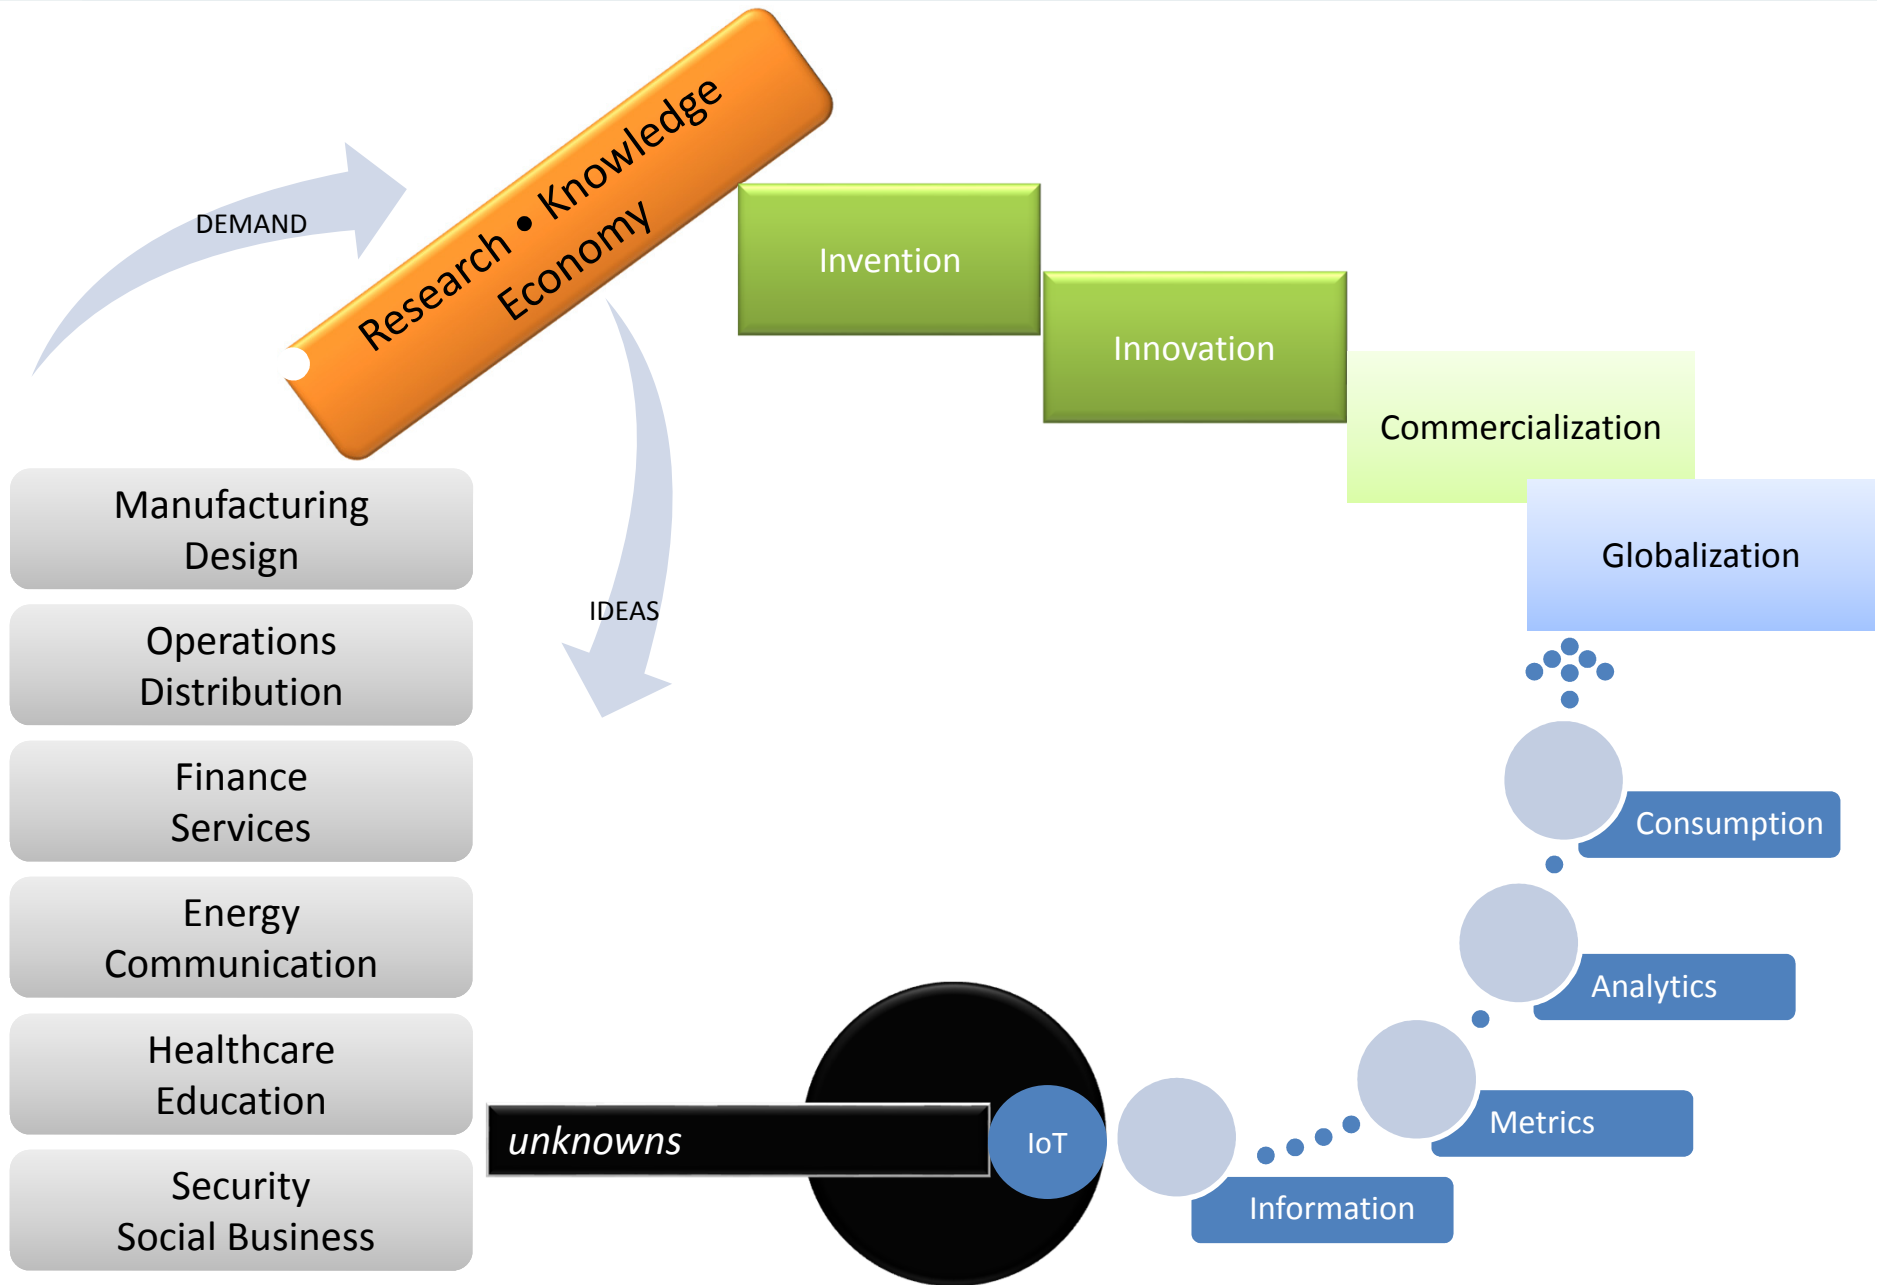 Research • Knowledge
Economy
DEMAND
Invention
Innovation
Commercialization
Globalization
IDEAS
Manufacturing
Design
Operations
Distribution
Finance
Services
Energy
Communication
Healthcare
Education
Security
Social Business
unknowns
IoT
Information
Metrics
Analytics
Consumption